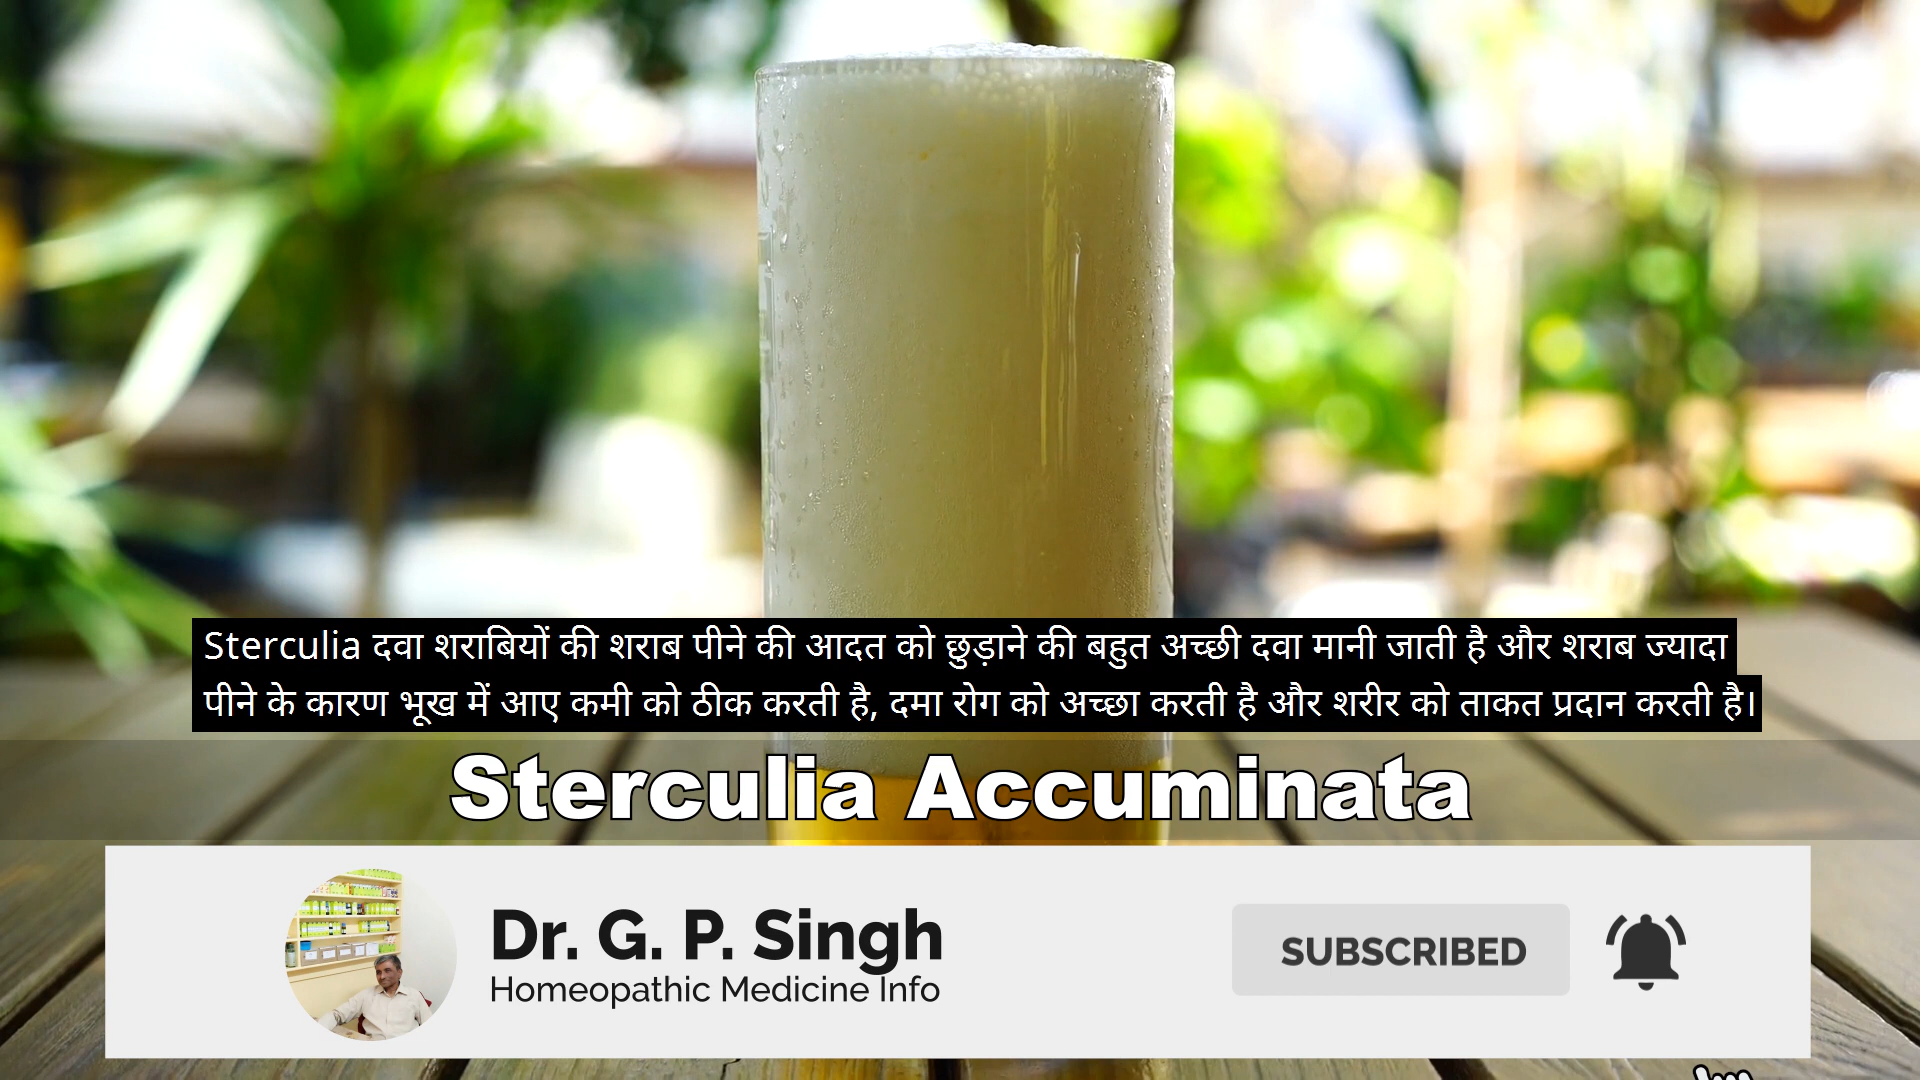 Sterculia दवा शराबियों की शराब पीने की आदत को छुड़ाने की बहुत अच्छी दवा मानी जाती है और शराब ज्यादा
पीने के कारण भूख में आए कमी को ठीक करती है, दमा रोग को अच्छा करती है और शरीर को ताकत प्रदान करती है।
Sterculia Accuminata
Dr. G. P. Singh
Homeopathic Medicine Info
SUBSCRIBED